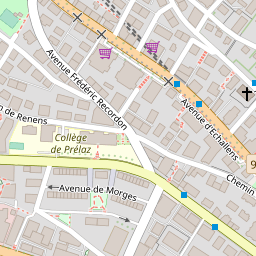 Avenue Frédéric Recordon
Avenue d'Echallens
n de Renens
Collège
de Prélaz
9
Chemin
Avenue de Morges